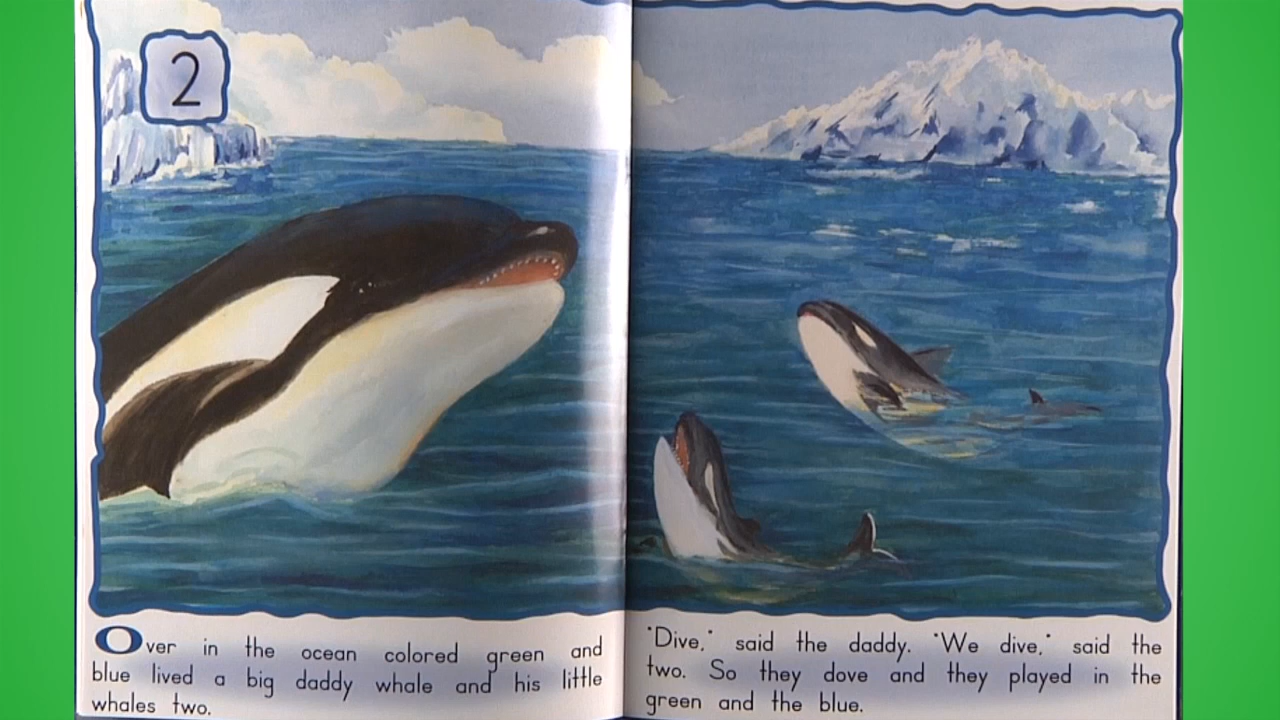 2
Over in the ocean colored green and
blue lived a big daddy whale and his little
whales two.
"Dive," said the daddy. "We dive," said the
two. So they dove and they played in the
green and the blue.